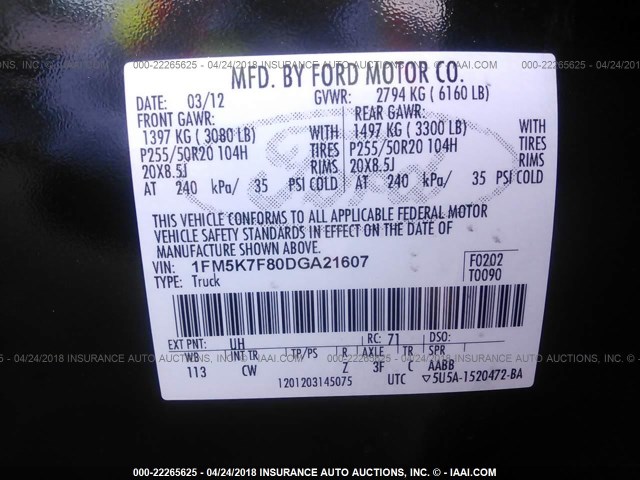 000-22265625 - 04/24/2018 INSURANCE AUTO AUCTIONS, INC. - IAAI.COM
MFD. BY FORD MOTOR CO.
DATE: 03/12 GVWR: 2794 KG ( 6160 LB)
FRONT GAWR: REAR GAWR:
1397 KG ( 3080 LB) WITH 1497 KG ( 3300 LB) WITH
P255/50R20 104H TIRES P255/50R20 104H TIRES
20X8.5J RIMS 20X8.5J RIMS
AT 240 kPa/ 35 PSI COLD AT 240 kPa/ 35 PSI COLD
THIS VEHICLE CONFORMS TO ALL APPLICABLE FEDERAL MOTOR
VEHICLE SAFETY STANDARDS IN EFFECT ON THE DATE OF
MANUFACTURE SHOWN ABOVE.
VIN: 1FM5K7F80DGA21607 F0202
TYPE: Truck T0090
EXT PNT: UH RC: 71 DSO:
WB INT TR TP/PS R AXLE TR SPR
113 CW Z 3F C AABB
1201203145075 UTC ▽5U5A-1520472-BA
000-22265625 - 04/24/2018 INSURANCE AUTO AUCTIONS, INC. - IAAI.COM